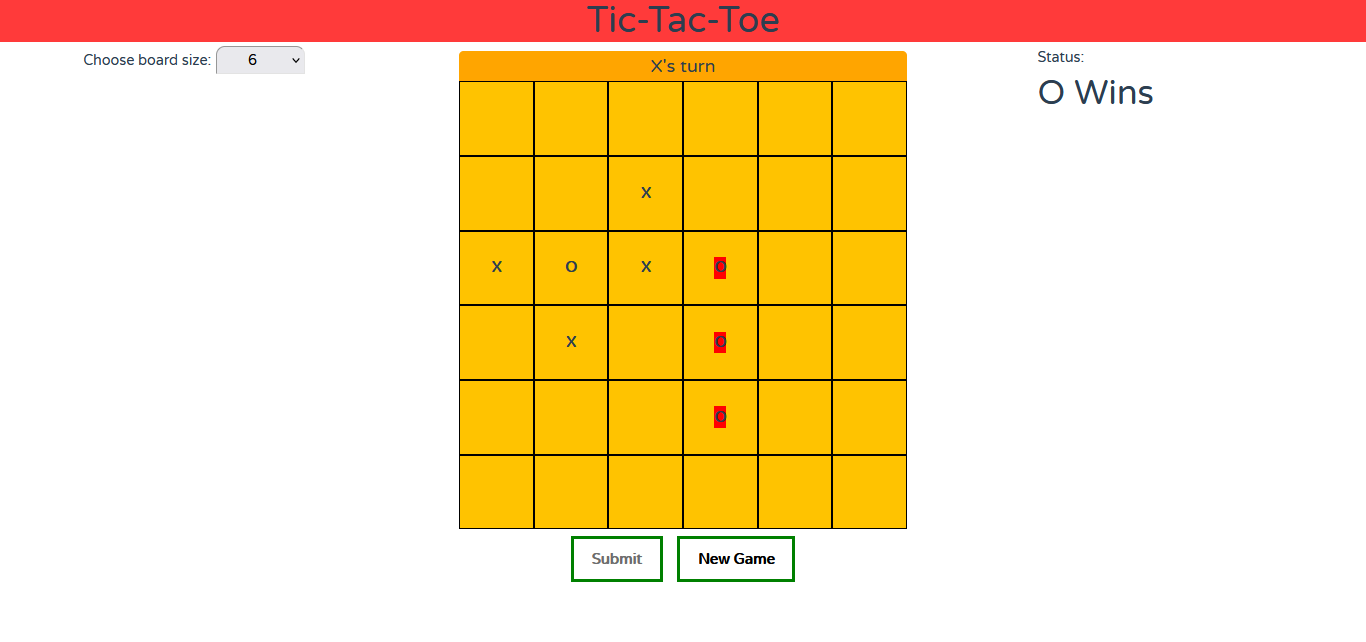 Tic-Tac-Toe
Choose board size: 6
X's turn
Status:
O Wins
x
x o x o
x o
o
Submit New Game